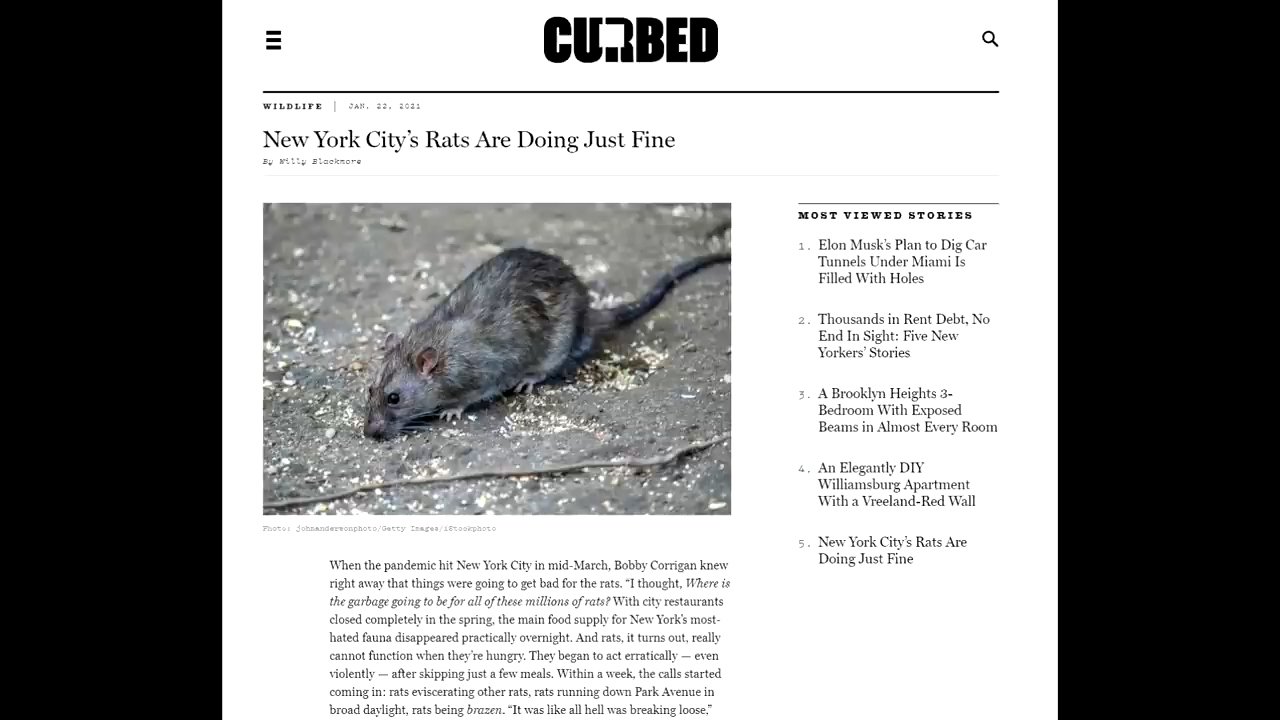 CURBED
WILDLIFE | JAN. 22, 2021
New York City’s Rats Are Doing Just Fine
By Willy Blackmore
Photo: johnandersonphoto/Getty Images/iStockphoto
When the pandemic hit New York City in mid-March, Bobby Corrigan knew
right away that things were going to get bad for the rats. “I thought, Where is
the garbage going to be for all of these millions of rats? With city restaurants
closed completely in the spring, the main food supply for New York’s most-
hated fauna disappeared practically overnight. And rats, it turns out, really
cannot function when they’re hungry. They began to act erratically — even
violently — after skipping just a few meals. Within a week, the calls started
coming in: rats eviscerating other rats, rats running down Park Avenue in
broad daylight, rats being brazen. “It was like all hell was breaking loose,”
MOST VIEWED STORIES
1. Elon Musk’s Plan to Dig Car
Tunnels Under Miami Is
Filled With Holes
2. Thousands in Rent Debt, No
End In Sight: Five New
Yorkers’ Stories
3. A Brooklyn Heights 3-
Bedroom With Exposed
Beams in Almost Every Room
4. An Elegantly DIY
Williamsburg Apartment
With a Vreeland-Red Wall
5. New York City’s Rats Are
Doing Just Fine